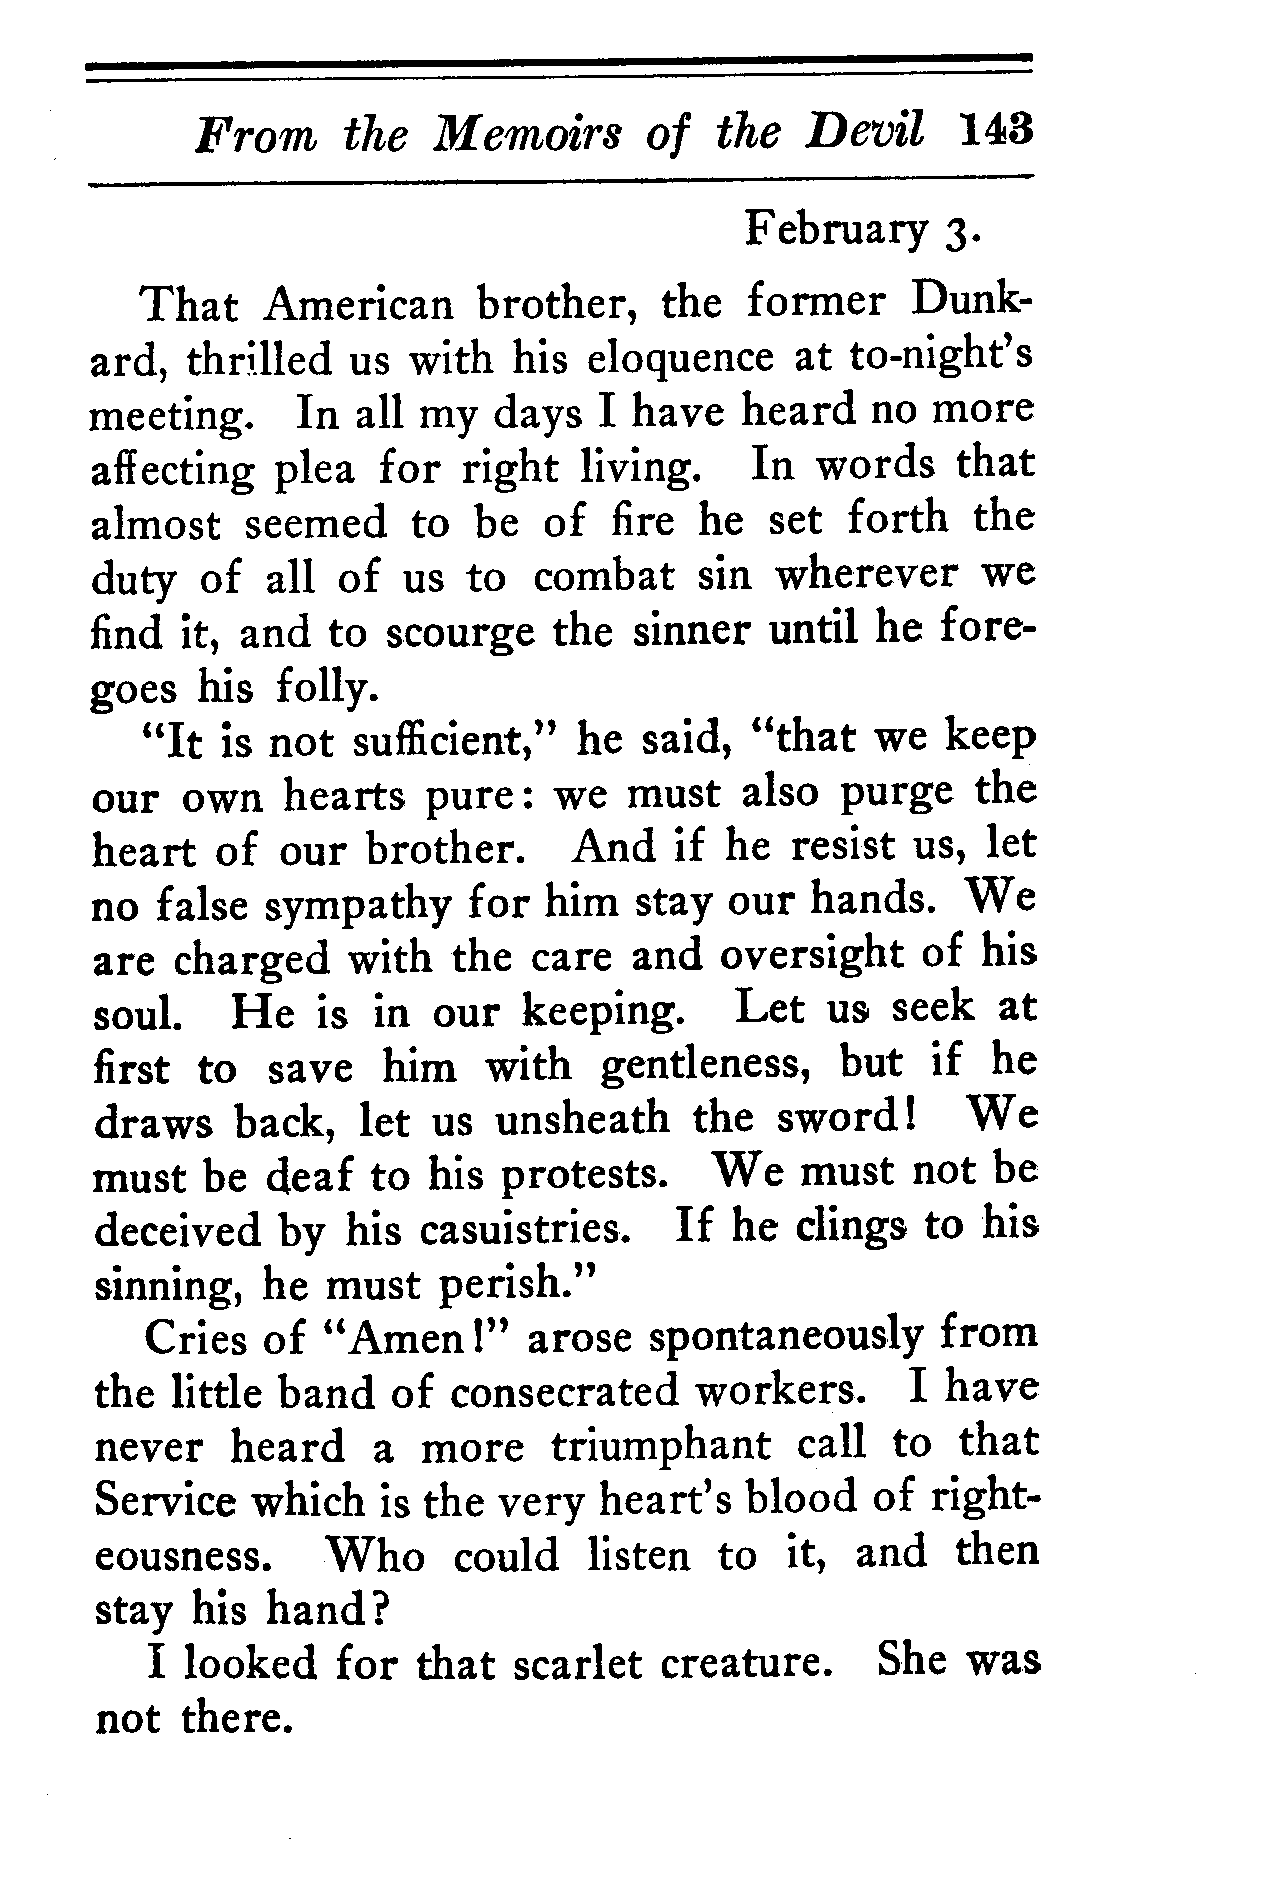 From the Memoirs of the Devil 143
February 3.
That American brother, the former Dunk-
ard, thrilled us with his eloquence at to-night's
meeting. In all my days I have heard no more
affecting plea for right living. In words that
almost seemed to be of fire he set forth the
duty of all of us to combat sin wherever we
find it, and to scourge the sinner until he fore-
goes his folly.
“It is not sufficient,” he said, “that we keep
our own hearts pure: we must also purge the
heart of our brother. And if he resist us, let
no false sympathy for him stay our hands. We
are charged with the care and oversight of his
soul. He is in our keeping. Let us seek at
first to save him with gentleness, but if he
draws back, let us unsheath the sword! We
must be deaf to his protests. We must not be
deceived by his casuistries. If he clings to his
sinning, he must perish.”
Cries of “Amen!” arose spontaneously from
the little band of consecrated workers. I have
never heard a more triumphant call to that
Service which is the very heart's blood of right-
eousness. Who could listen to it, and then
stay his hand?
I looked for that scarlet creature. She was
not there.